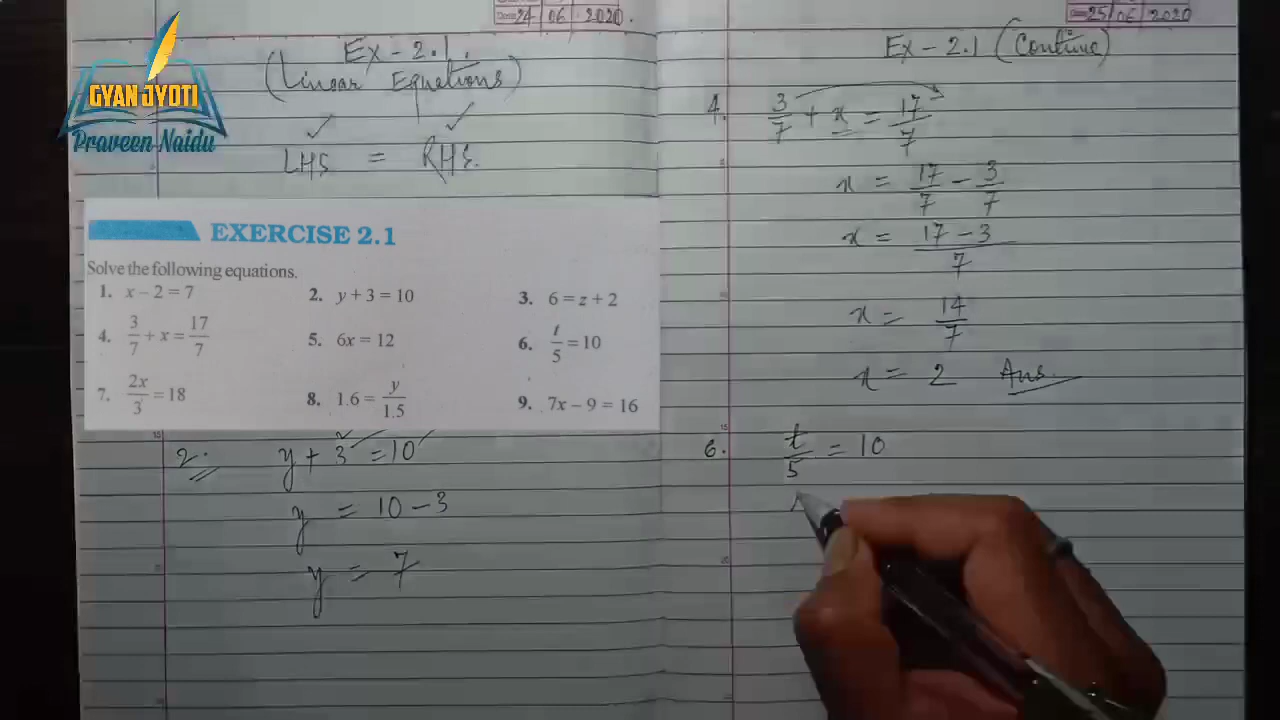 Date 24 06 2020.
Ex - 2.1.
(Linear Equations)
LHS = RHS.
GYAN JYOTI
Praveen Naidu
EXERCISE 2.1
Solve the following equations.
1. x – 2 = 7 2. y + 3 = 10 3. 6 = z + 2
4. 3/7 + x = 17/7 5. 6x = 12 6. t/5 = 10
7. 2x/3 = 18 8. 1.6 = y/1.5 9. 7x – 9 = 16
2. y + 3 = 10
y = 10 - 3
y = 7
Date 25/06 2020
Ex - 2.1 (Continue)
4. 3/7 + x = 17/7
x = 17/7 - 3/7
x = 17 - 3/7
x = 14/7
x = 2 Ans.
6. t/5 = 10